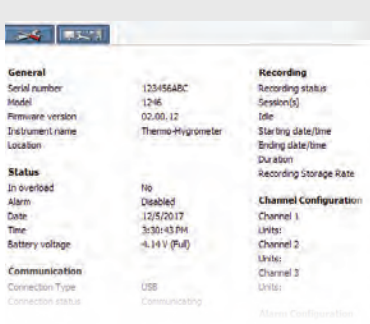 General
Serial number 123456ABC
Model 1246
Firmware version 02.00.12
Instrument name Thermo-Hygrometer
Location
Status
In overload No
Alarm Disabled
Date 12/5/2017
Time 3:30:43 PM
Battery voltage 4.14 V (Full)
Communication
Connection Type USB
Connection status Communicating
Recording
Recording status
Session(s)
Idle
Starting date/time
Ending date/time
Duration
Recording Storage Rate
Channel Configuration
Channel 1
Units:
Channel 2
Units:
Channel 3
Units:
Alarm Configuration